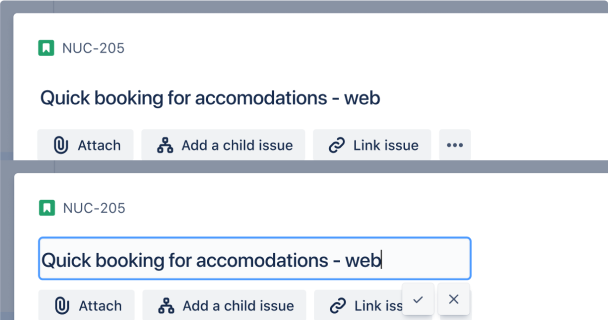 NUC-205
Quick booking for accomodations - web
Attach Add a child issue Link issue •••
NUC-205
Quick booking for accomodations - web
Attach Add a child issue Link iss